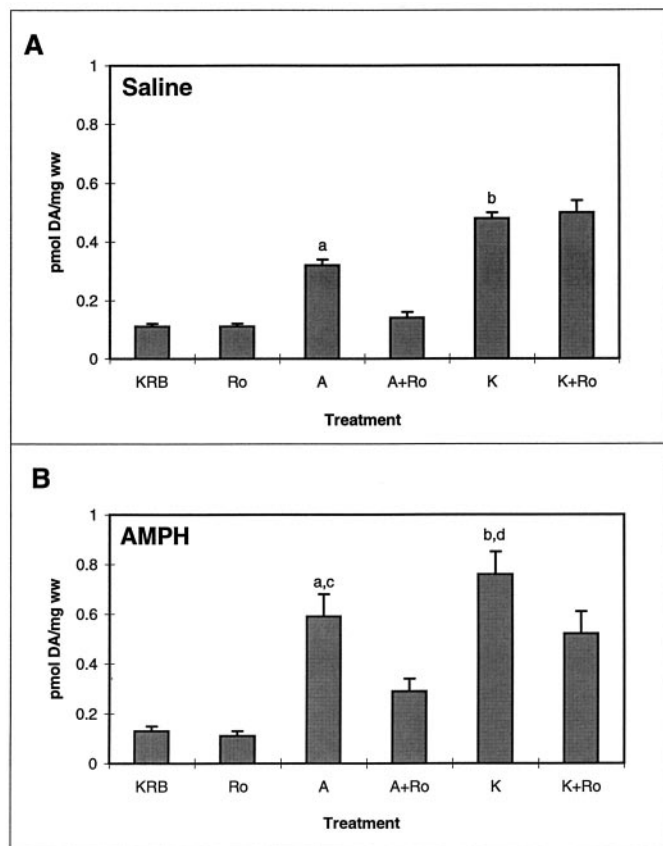 A
Saline
1
0.8
0.6
0.4
0.2
0
pmol DA/mg ww
a
b
KRB Ro A A+Ro K K+Ro
Treatment
B
AMPH
1
0.8
0.6
0.4
0.2
0
pmol DA/mg ww
a,c
b,d
KRB Ro A A+Ro K K+Ro
Treatment